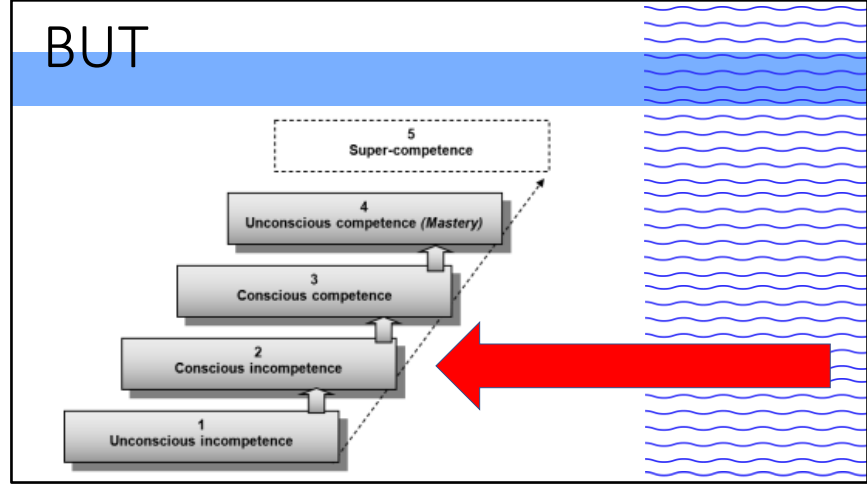 BUT
5
Super-competence
4
Unconscious competence (Mastery)
3
Conscious competence
2
Conscious incompetence
1
Unconscious incompetence